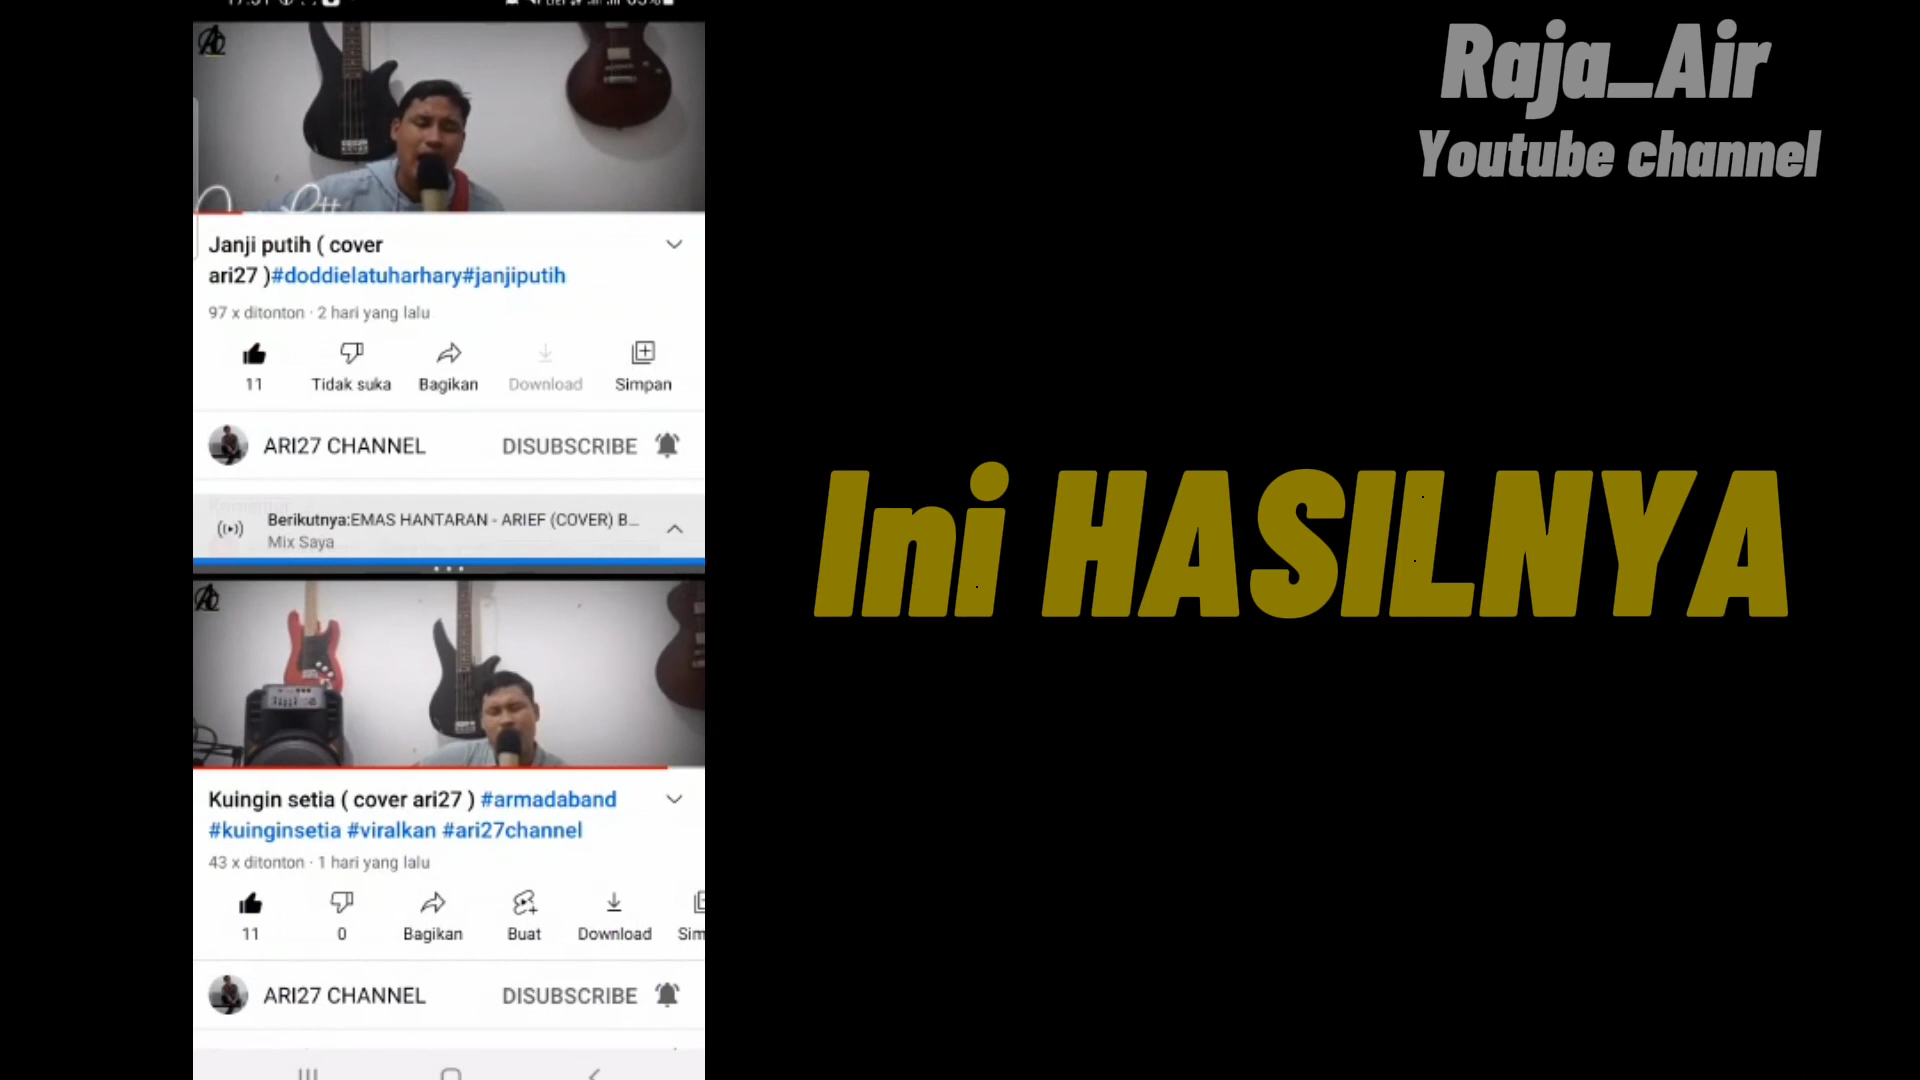 Raja_Air
Youtube channel
Janji putih ( cover
ari27 )#doddielatuharhary#janjiputih
97 x ditonton · 2 hari yang lalu
11 Tidak suka Bagikan Download Simpan
ARI27 CHANNEL DISUBSCRIBE
Berikutnya:EMAS HANTARAN - ARIEF (COVER) B...
Mix Saya
Ini HASILNYA
Kuingin setia ( cover ari27 ) #armadaband
#kuinginsetia #viralkan #ari27channel
43 x ditonton · 1 hari yang lalu
11 0 Bagikan Buat Download Sim
ARI27 CHANNEL DISUBSCRIBE